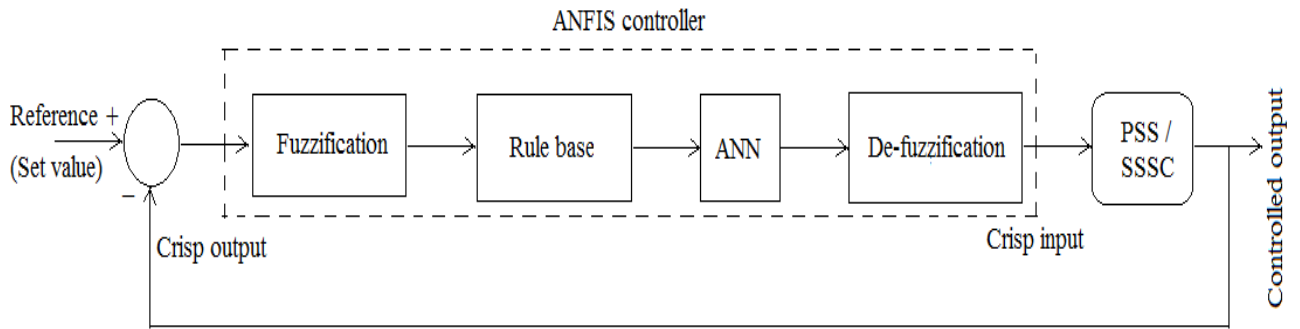 ANFIS controller
Reference +
(Set value)
−
Fuzzification
Rule base
ANN
De-fuzzification
PSS /
SSSC
Controlled output
Crisp output
Crisp input